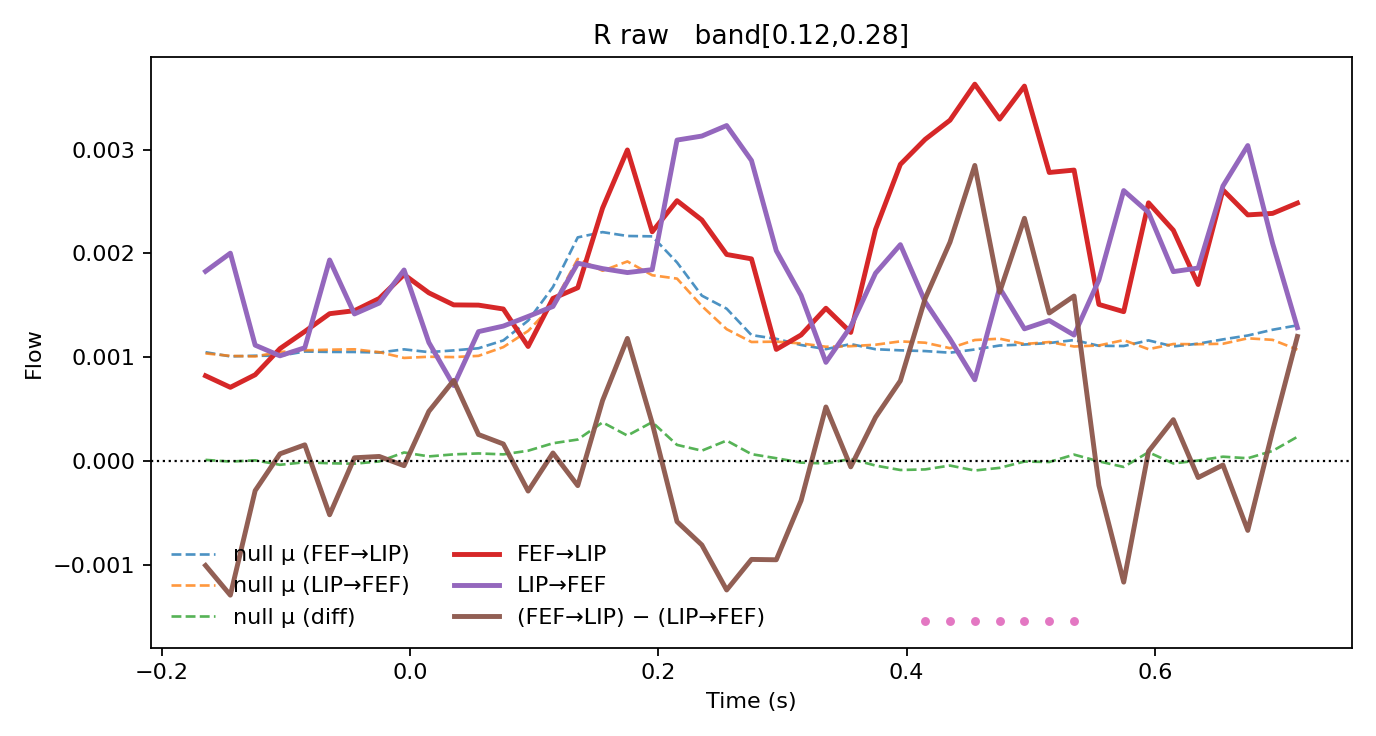 R raw   band[0.12,0.28]
Flow
0.003
0.002
0.001
0.000
−0.001
null μ (FEF→LIP)
null μ (LIP→FEF)
null μ (diff)
FEF→LIP
LIP→FEF
(FEF→LIP) − (LIP→FEF)
−0.2
0.0
0.2
0.4
0.6
Time (s)